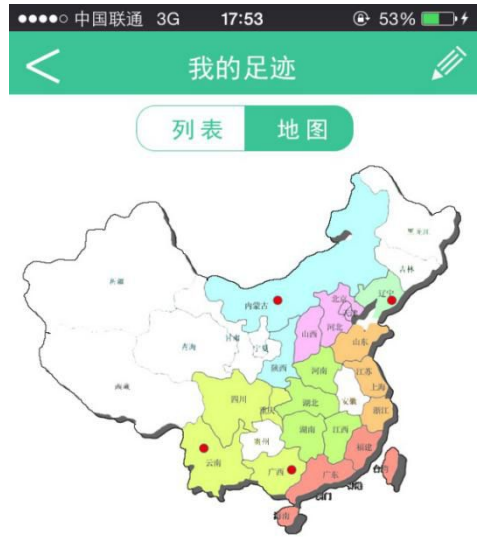 中国联通 3G 17:53 53%
我的足迹
列表 地图
黑龙江
吉林
新疆
辽宁
内蒙古
北京
天津
甘肃
宁夏
山西
河北
青海
山东
陕西
河南
江苏
西藏
上海
四川
湖北
安徽
重庆
浙江
贵州
湖南
江西
福建
云南
广西
广东
台湾
香港
澳门
海南